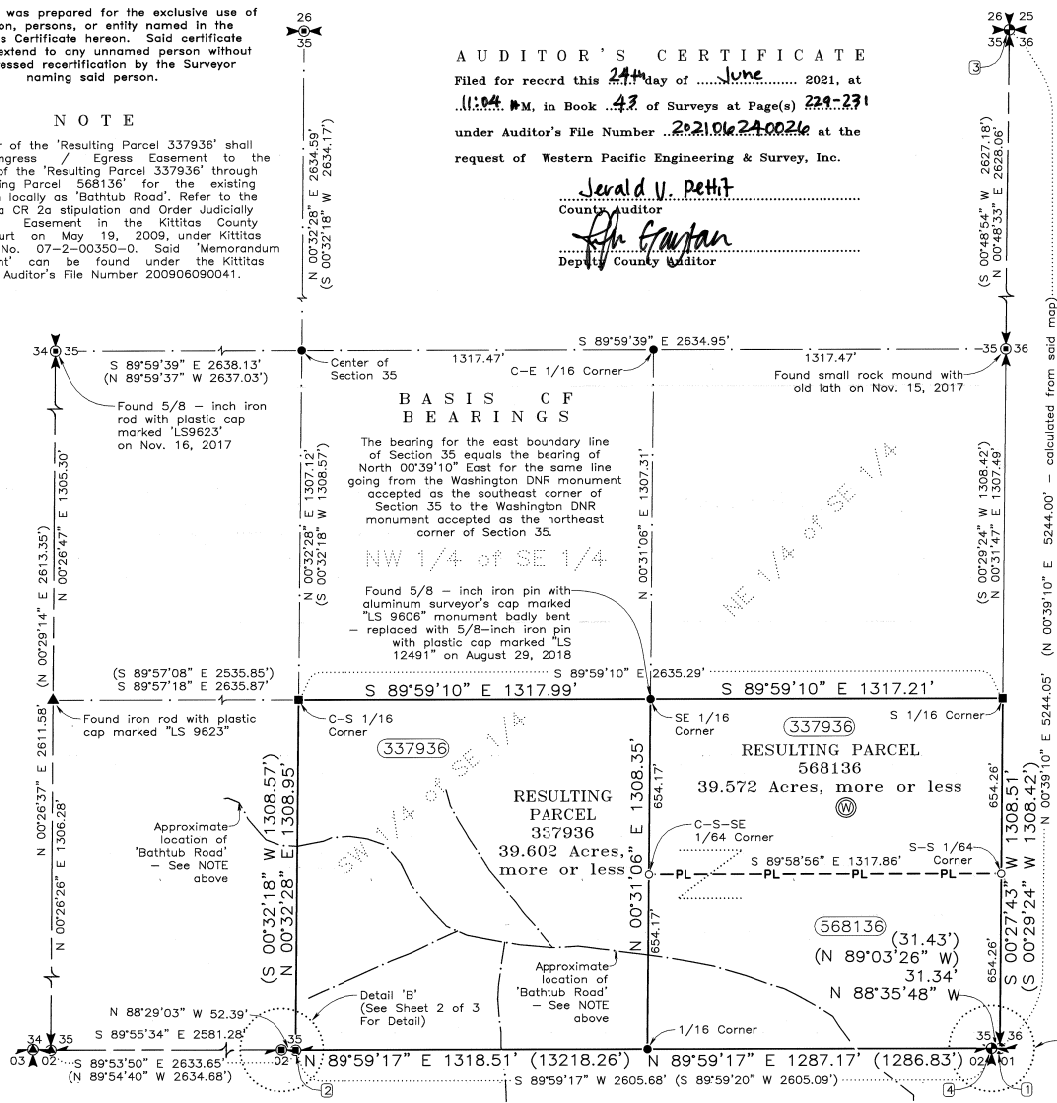 was prepared for the exclusive use of
on, persons, or entity named in the
s Certificate hereon. Said certificate
extend to cny unnamed person without
essed recertification by the Surveyor
naming said person.
N O T E
r of the 'Resulting Parcel 337936' shall
ngress / Egress Easement to the
of the 'Resulting Parcel 337936' through
ing Parcel 568136' for the existing
n locally as 'Bathtub Road'. Refer to the
a CR 2a stipulation and Order Judicially
Easement in the Kittitas County
urt on May 19, 2009, under Kittitas
No. 07-2-00350-0. Said 'Memorandum
nt' can be found under the Kittitas
Auditor's File Number 200906090041.
26
35
N 00°32'28" E 2634.59'
(S 00°32'18" W 2634.17')
A U D I T O R ' S C E R T I F I C A T E
Filed for reccrd this 24th day of June 2021, at
11:04 AM, in Book 43 of Surveys at Page(s) 229-231
under Auditor's File Number 202106240026 at the
request of Western Pacific Engineering & Survey, Inc.
Jerald V. Pettit
County Auditor
Deputy County Auditor
26 25
35 36
3
(S 00°48'54" W 2627.18')
N 00°48'33" E 2628.06'
34 35
S 89°59'39" E 2638.13'
(N 89°59'37" W 2637.03')
Found 5/8 – inch iron
rod with plastic cap
marked 'LS9623'
on Nov. 16, 2017
Center of
Section 35
1317.47'
C-E 1/16 Corner
S 89°59'39" E 2634.95'
1317.47'
35 36
Found small rock mound with
old lath on Nov. 15, 2017
B A S I S C F
B E A R I N G S
The bearing for the east boundary line
of Section 35 equals the bearing of
North 00°39'10" East for the same line
going from the Washington DNR monument
accepted as the southeast corner of
Section 35 to the Washington DNR
monument accepted as the northeast
corner of Section 35.
NW 1/4 of SE 1/4
NE 1/4 of SE 1/4
Found 5/8 – inch iron pin with
aluminum surveyor's cap marked
"LS 96C6" monument badly bent
– replaced with 5/8-inch iron pin
with plastic cap marked "LS
12491" on August 29, 2018
(N 00°29'14" E 2613.35')
N 00°26'47" E 1305.30'
N 00°32'28" E 1307.12'
(S 00°32'18" W 1308.57')
N 00°31'06" E 1307.31'
(S 00°29'24" W 1308.42')
N 00°31'47" E 1307.49'
N 00°39'10" E 5244.05' (N 00°39'10" E 5244.00' – calculated from said map)
(S 89°57'08" E 2535.85')
S 89°57'18" E 2635.87'
S 89°59'10" E 2635.29'
S 89°59'10" E 1317.99'
S 89°59'10" E 1317.21'
Found iron rod with plastic
cap marked "LS 9623"
C-S 1/16
Corner
SE 1/16
Corner
S 1/16 Corner
337936
337936
SW 1/4 of SE 1/4
RESULTING PARCEL
568136
39.572 Acres, more or less
W
RESULTING
PARCEL
337936
39.602 Acres,
more or less
Approximate
location of
'Bathtub Road'
– See NOTE
above
N 00°26'37" E 2611.58'
N 00°26'26" E 1306.28'
(S 00°32'18" W 1308.57')
N 00°32'28" E 1308.95'
N 00°31'06" E 1308.35'
654.17'
654.17'
C-S-SE
1/64 Corner
S-S 1/64
Corner
S 89°58'56" E 1317.86'
PL PL PL PL
654.26'
654.26'
S 00°27'43" W 1308.51'
(S 00°29'24" W 1308.42')
568136
(31.43')
(N 89°03'26" W)
31.34'
N 88°35'48" W
Approximate
location of
'Bathtub Road'
– See NOTE
above
Detail 'B'
(See Sheet 2 of 3
For Detail)
1/16 Corner
N 88°29'03" W 52.39'
S 89°55'34" E 2581.28'
34 35
03 02
S 89°53'50" E 2633.65'
(N 89°54'40" W 2634.68')
35
02
2
N 89°59'17" E 1318.51' (13218.26')
N 89°59'17" E 1287.17' (1286.83')
S 89°59'17" W 2605.68' (S 89°59'20" W 2605.09')
35 36
02 01
4
1